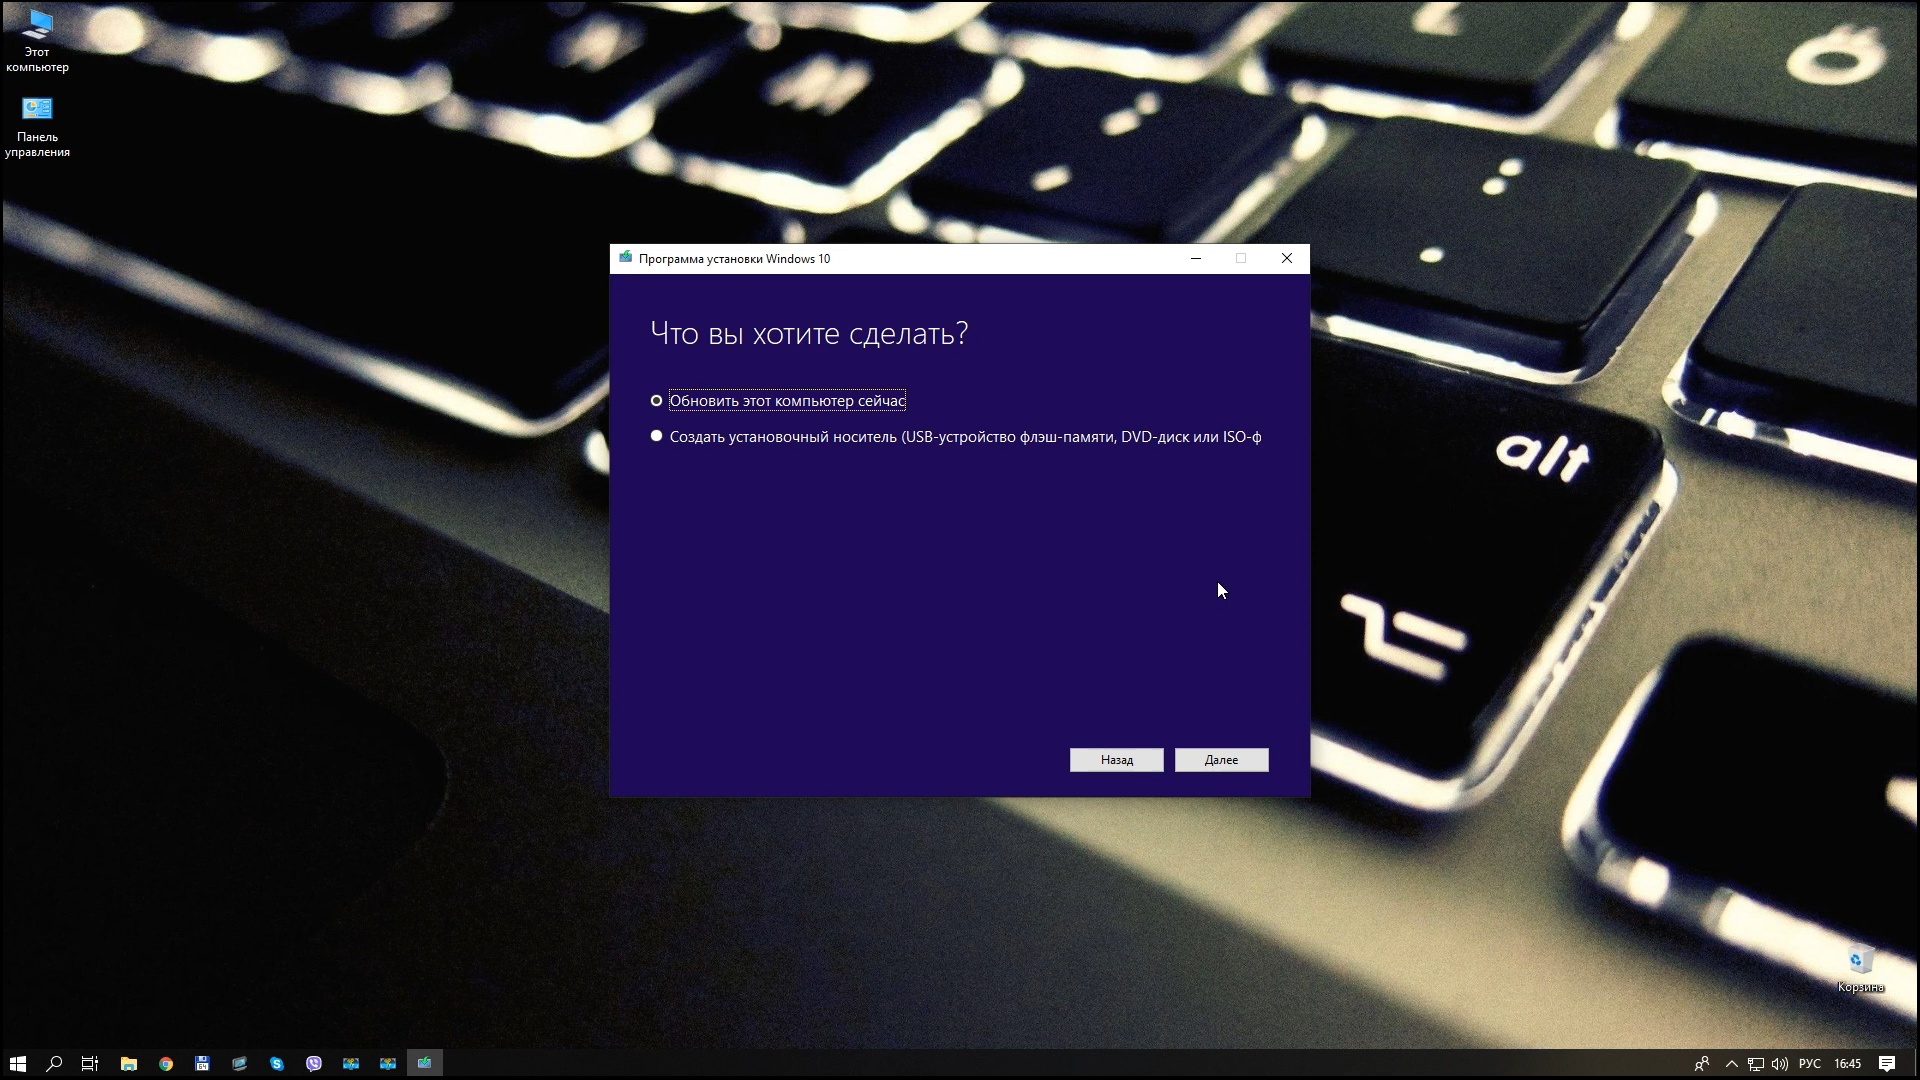 Этот
компьютер
Панель
управления
Программа установки Windows 10
Что вы хотите сделать?
Обновить этот компьютер сейчас
Создать установочный носитель (USB-устройство флэш-памяти, DVD-диск или ISO-ф
alt
Назад
Далее
Корзина
РУС
16:45